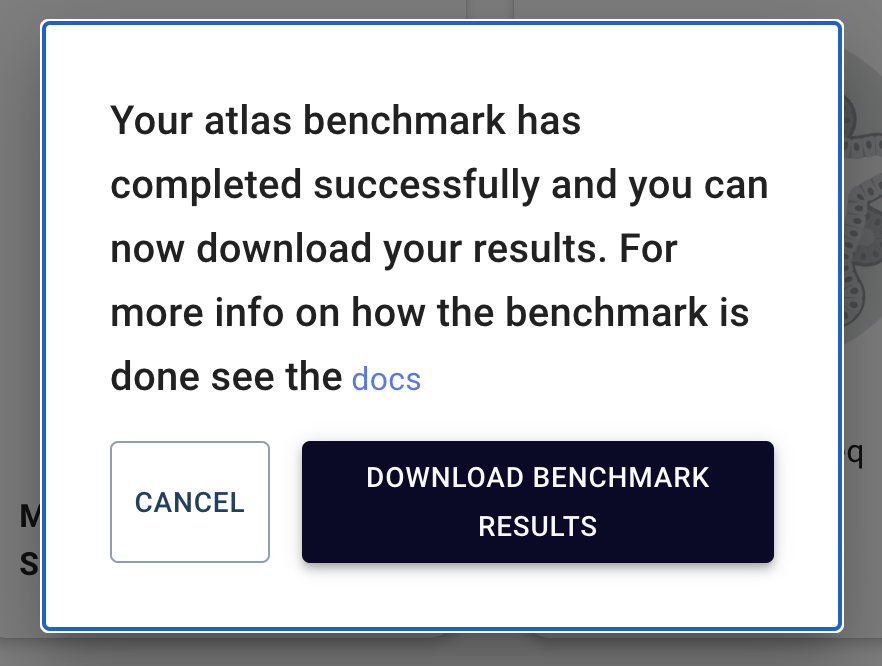 Your atlas benchmark has
completed successfully and you can
now download your results. For
more info on how the benchmark is
done see the docs
CANCEL
DOWNLOAD BENCHMARK
RESULTS